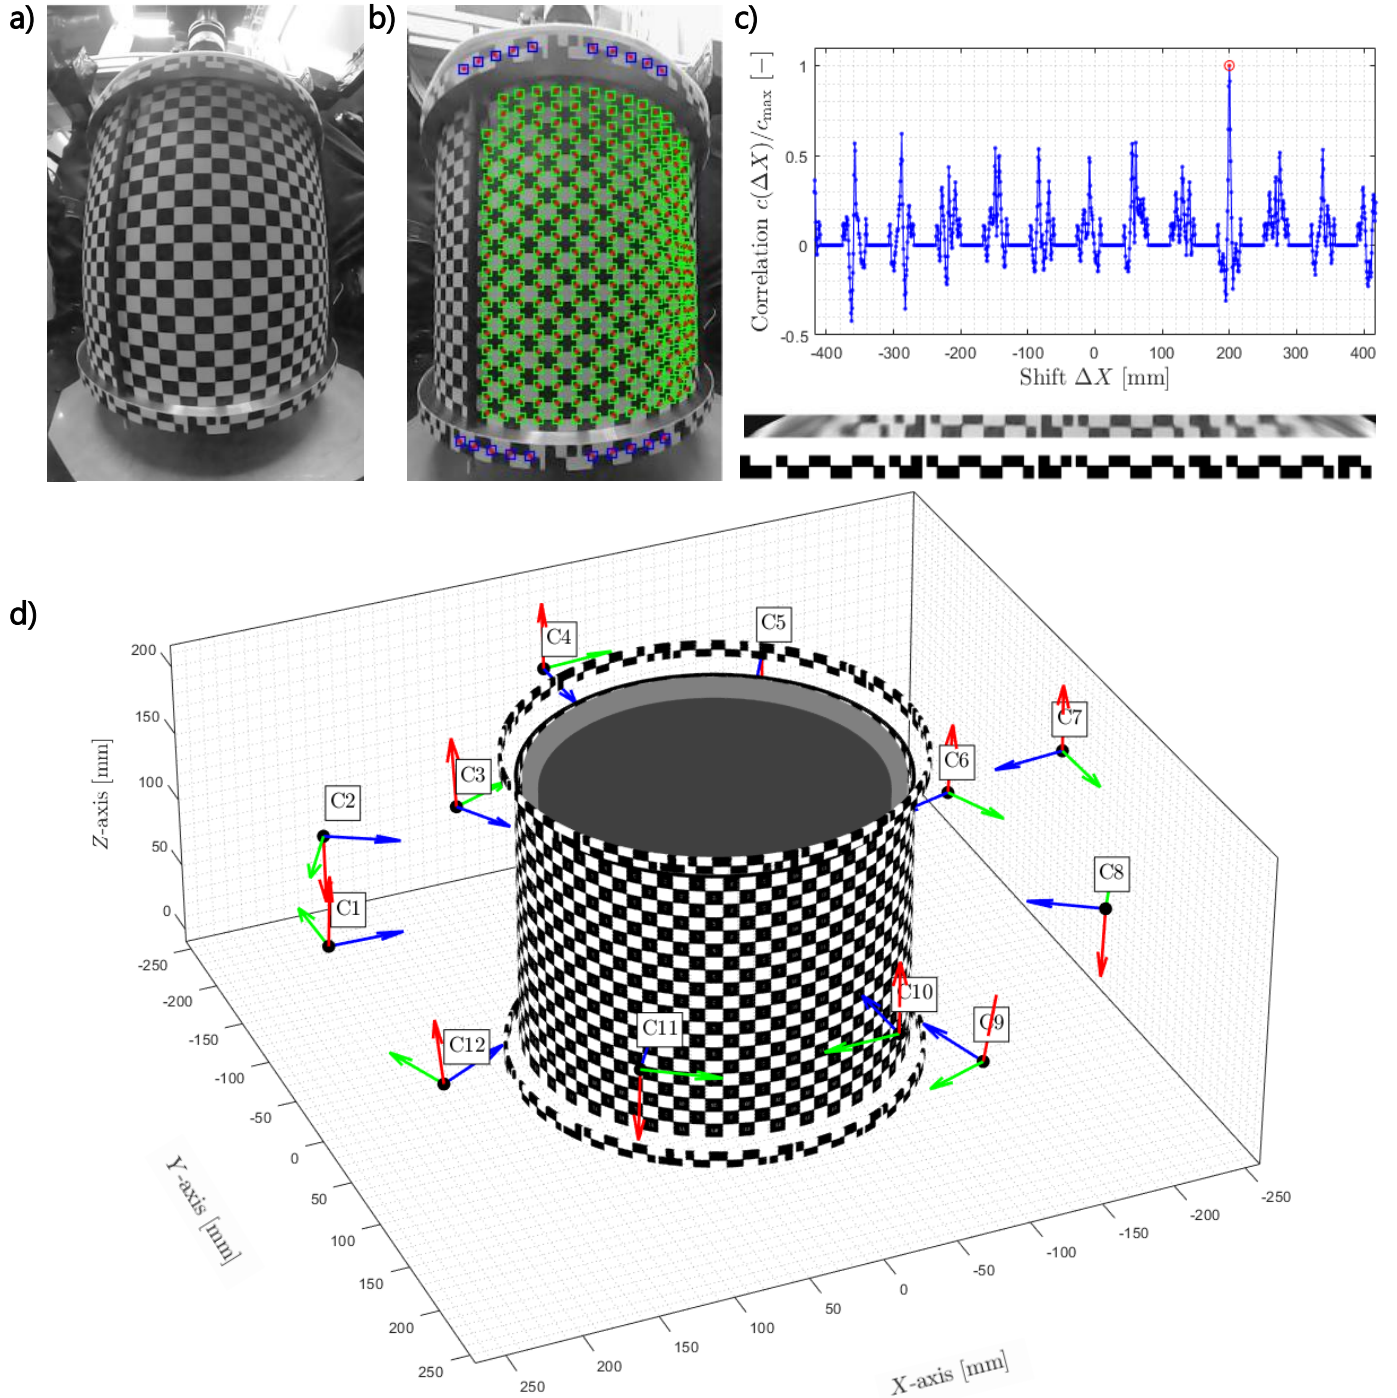 a)
b)
c)
Correlation c(ΔX)/cmax [−]
1
0.5
0
-0.5
-400 -300 -200 -100 0 100 200 300 400
Shift ΔX [mm]
d)
Z-axis [mm]
200
150
100
50
0
C4
C5
C7
C6
C3
C2
C8
C1
C10
C9
C11
C12
-250
-200
-150
-100
-50
0
50
100
150
200
250
Y-axis [mm]
250
200
150
100
50
0
-50
-100
-150
-200
-250
X-axis [mm]